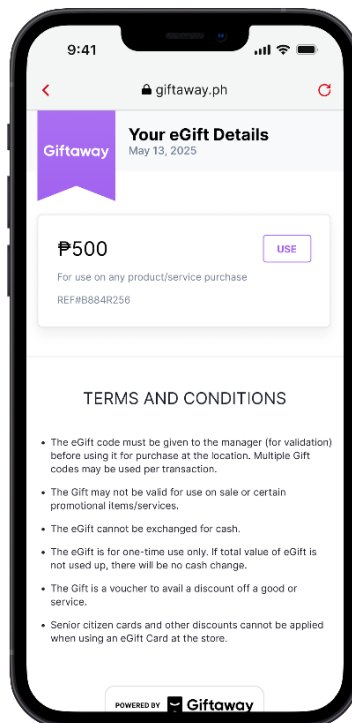 9:41
giftaway.ph
Giftaway
Your eGift Details
May 13, 2025
₱500
USE
For use on any product/service purchase
REF#B884R256
TERMS AND CONDITIONS
• The eGift code must be given to the manager (for validation)
before using it for purchase at the location. Multiple Gift
codes may be used per transaction.
• The Gift may not be valid for use on sale or certain
promotional items/services.
• The eGift cannot be exchanged for cash.
• The eGift is for one-time use only. If total value of eGift is
not used up, there will be no cash change.
• The Gift is a voucher to avail a discount off a good or
service.
• Senior citizen cards and other discounts cannot be applied
when using an eGift Card at the store.
POWERED BY Giftaway